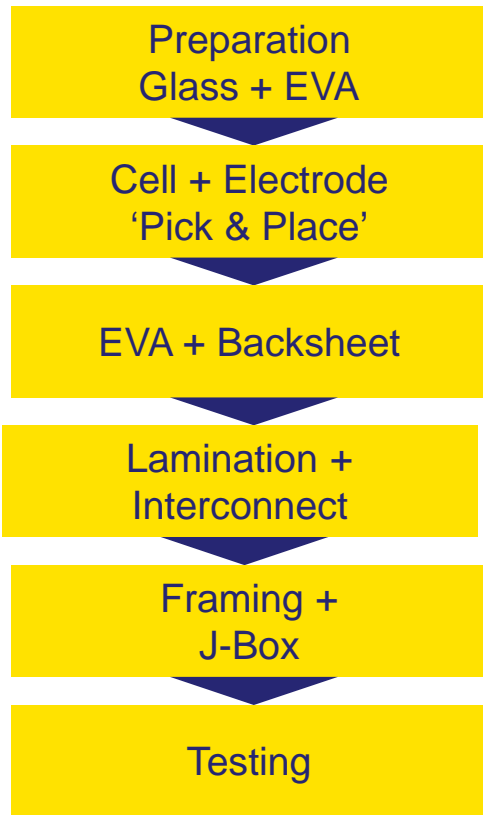 Preparation
Glass + EVA
Cell + Electrode
‘Pick & Place’
EVA + Backsheet
Lamination +
Interconnect
Framing +
J-Box
Testing